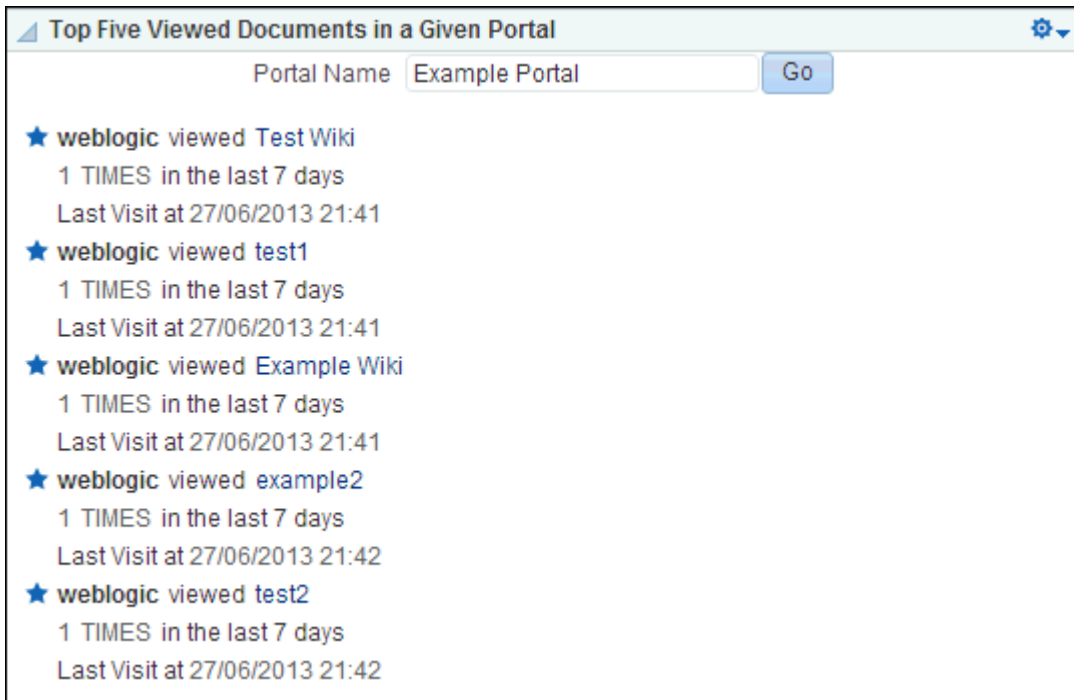 Top Five Viewed Documents in a Given Portal
Portal Name Example Portal Go
weblogic viewed Test Wiki
1 TIMES in the last 7 days
Last Visit at 27/06/2013 21:41
weblogic viewed test1
1 TIMES in the last 7 days
Last Visit at 27/06/2013 21:41
weblogic viewed Example Wiki
1 TIMES in the last 7 days
Last Visit at 27/06/2013 21:41
weblogic viewed example2
1 TIMES in the last 7 days
Last Visit at 27/06/2013 21:42
weblogic viewed test2
1 TIMES in the last 7 days
Last Visit at 27/06/2013 21:42